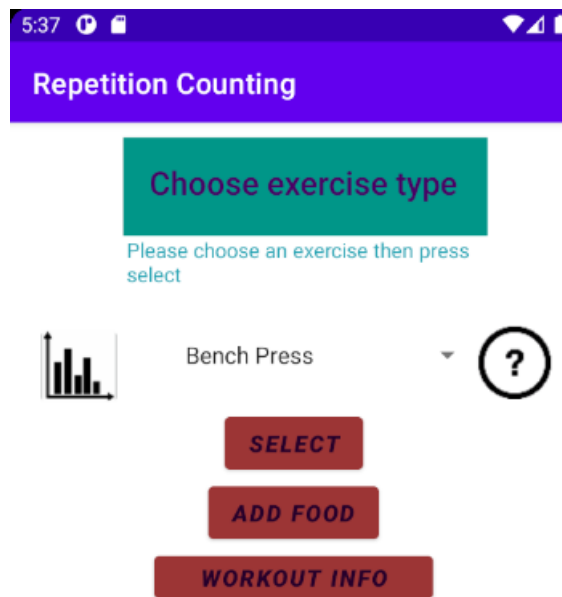 5:37
Repetition Counting
Choose exercise type
Please choose an exercise then press
select
Bench Press
?
SELECT
ADD FOOD
WORKOUT INFO